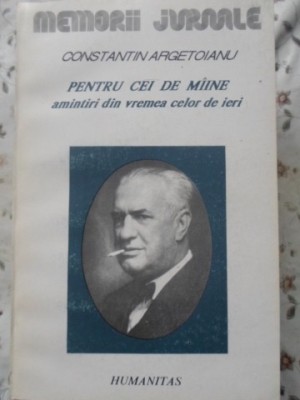 MEMORII JURNALE
CONSTANTIN ARGETOIANU
PENTRU CEI DE MÎINE
amintiri din vremea celor de ieri
HUMANITAS